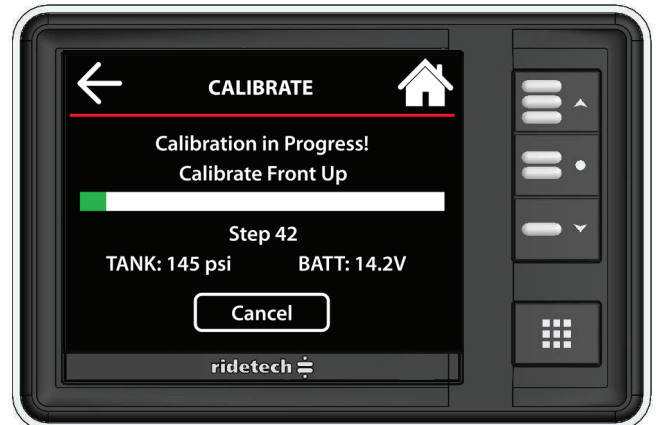 CALIBRATE
Calibration in Progress!
Calibrate Front Up
Step 42
TANK: 145 psi BATT: 14.2V
Cancel
ridetech